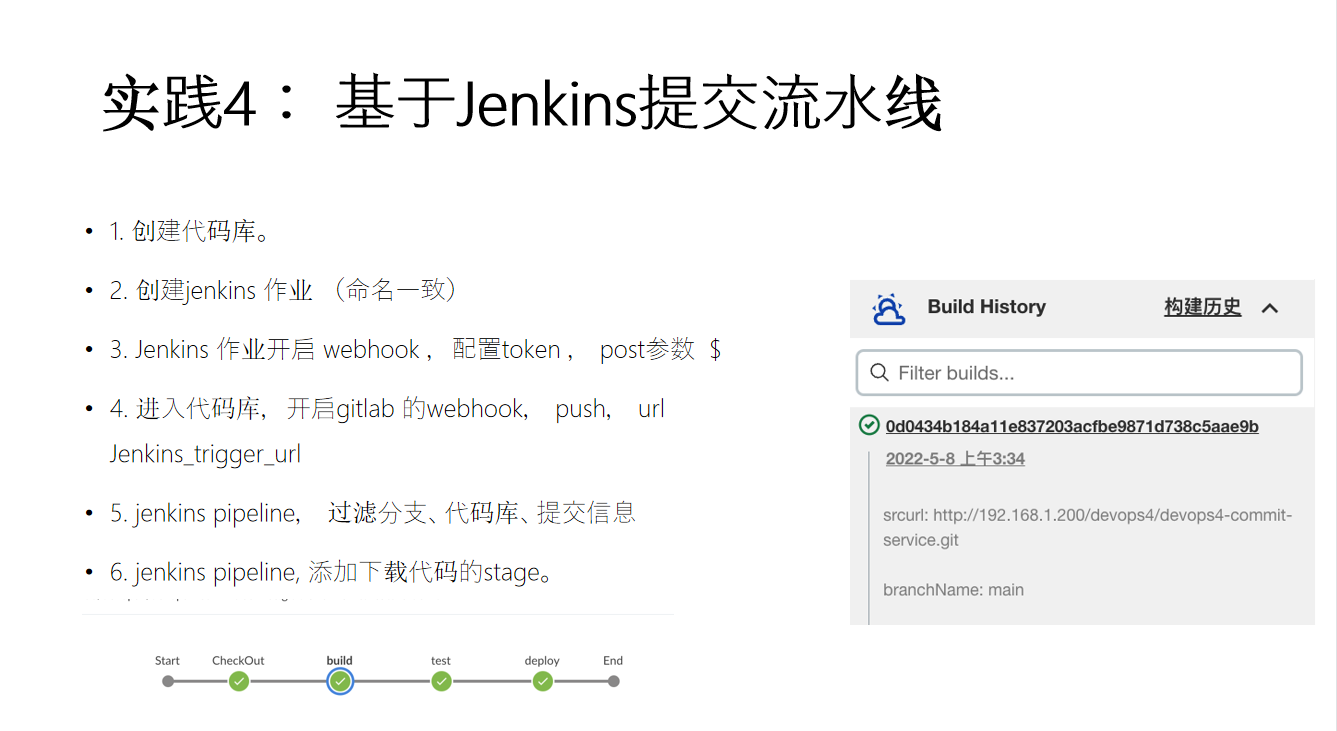 实践4： 基于Jenkins提交流水线
• 1. 创建代码库。
• 2. 创建jenkins 作业 （命名一致）
• 3. Jenkins 作业开启 webhook ， 配置token ， post参数 $
• 4. 进入代码库， 开启gitlab 的webhook, push, url
Jenkins_trigger_url
• 5. jenkins pipeline, 过滤分支、代码库、提交信息
• 6. jenkins pipeline, 添加下载代码的stage。
Start CheckOut build test deploy End
Build History 构建历史
Filter builds...
0d0434b184a11e837203acfbe9871d738c5aae9b
2022-5-8 上午3:34
srcurl: http://192.168.1.200/devops4/devops4-commit-
service.git
branchName: main